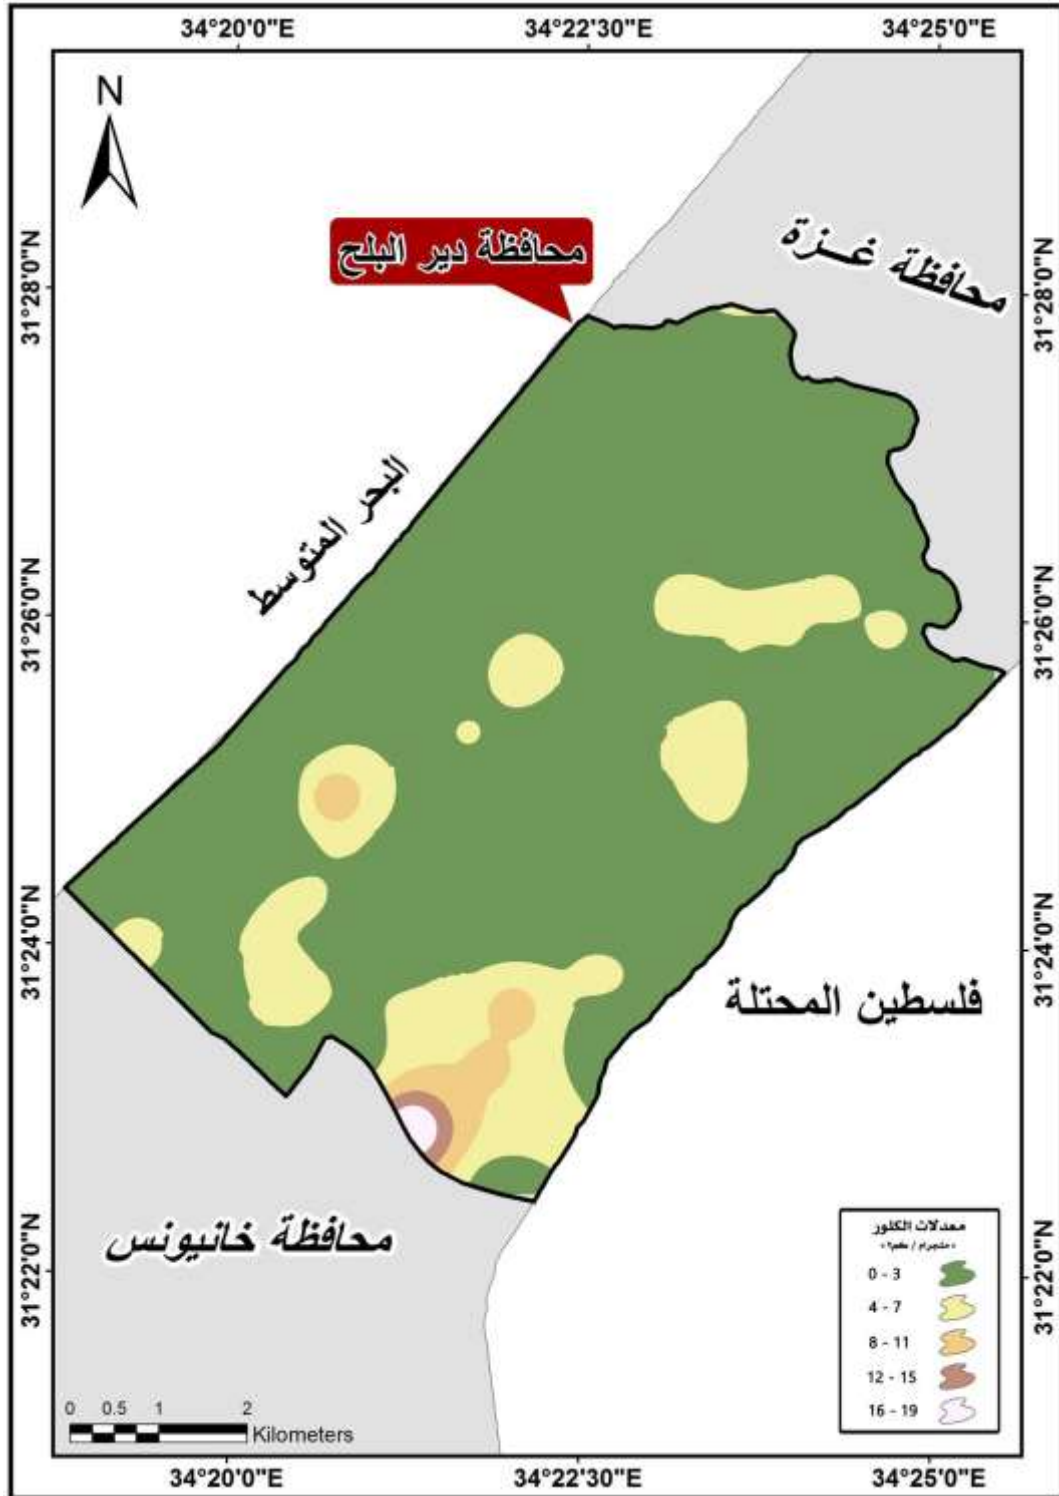 34°20'0"E 34°22'30"E 34°25'0"E
N
محافظة غزة
محافظة دير البلح
31°28'0"N 31°28'0"N
البحر المتوسط
31°26'0"N 31°26'0"N
31°24'0"N 31°24'0"N
فلسطين المحتلة
محافظة خانيونس
31°22'0"N 31°22'0"N
معدلات الكلور
0 - 3
4 - 7
8 - 11
12 - 15
16 - 19
0 0.5 1 2
Kilometers
34°20'0"E 34°22'30"E 34°25'0"E